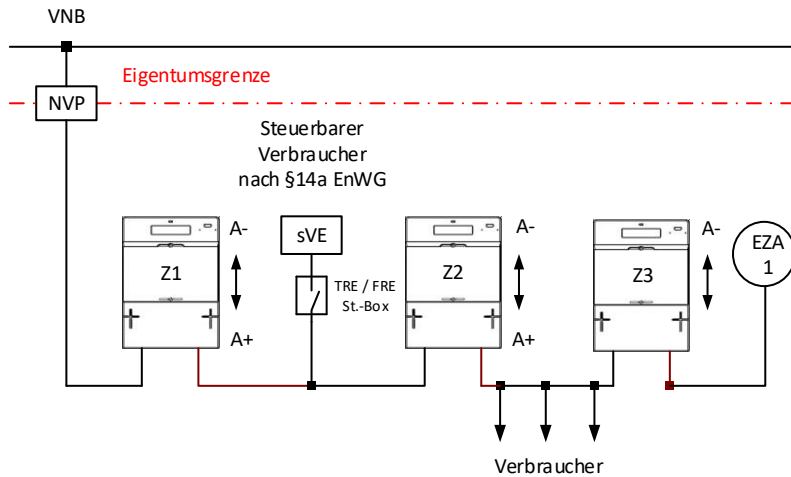 VNB
Eigentumsgrenze
NVP
Steuerbarer
Verbraucher
nach §14a EnWG
A-
sVE
A-
A-
EZA
1
Z1
Z2
Z3
TRE / FRE
St.-Box
A+
A+
Verbraucher